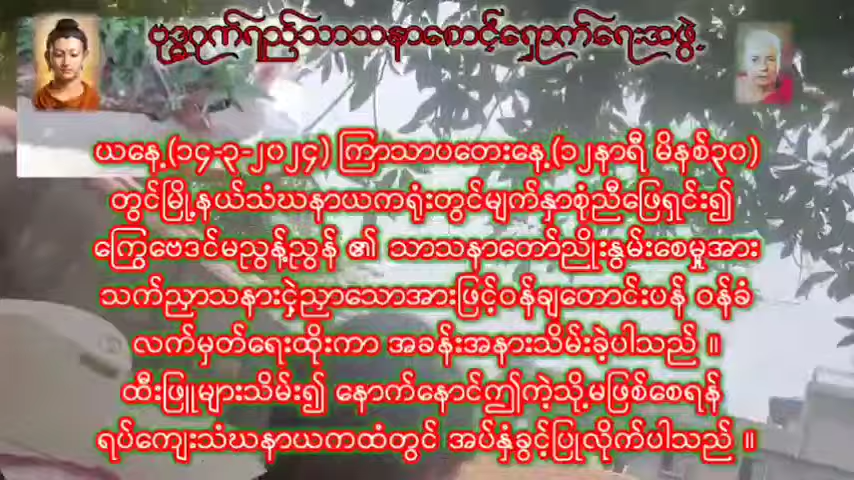 ဗုဒ္ဓဝုက်ရည်သာသနာစောင့်ရှောက်ရေးအဖွဲ့
ယနေ့(၁၄-၃-၂၀၂၄) ကြာသာပတေးနေ့(၁၂နာရီ မိနစ်၃၀)
တွင်မြို့နယ်သံဃနာယကရုံးတွင်မျက်နှာစုံညီဖြေရှင်း၍
ကြွေဗေဒင်မညွန့်ညွန် ၏ သာသနာတော်ညိုးနွမ်းစေမှုအား
သက်ညှာသနားငှဲ့ညှာသောအားဖြင့်ဝန်ချတောင်းပန် ဝန်ခံ
လက်မှတ်ရေးထိုးကာ အခန်းအနားသိမ်းခဲ့ပါသည် ။
ထီးဖြူများသိမ်း၍ နောက်နောင်ဤကဲ့သို့မဖြစ်စေရန်
ရပ်ကျေးသံဃနာယကထံတွင် အပ်နှံခွင့်ပြုလိုက်ပါသည် ။